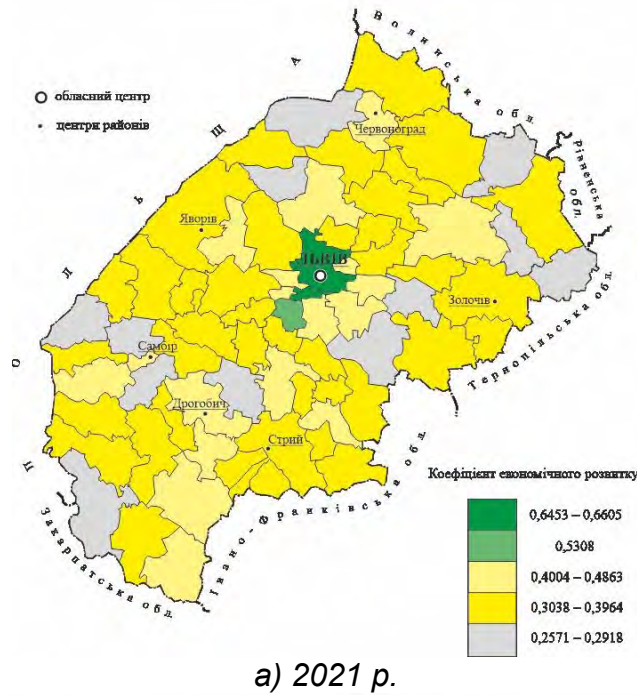 обласний центр
центри районів
П О Л Ь Щ А
Волинська обл.
Рівненська обл.
Червоноград
Яворів
ЛЬВІВ
Золочів
Самбір
Дрогобич
Стрий
Тернопільська обл.
Івано-Франківська обл.
Закарпатська обл.
Коефіцієнт економічного розвитку
0,6453 – 0,6605
0,5308
0,4004 – 0,4863
0,3038 – 0,3964
0,2571 – 0,2918
а) 2021 р.